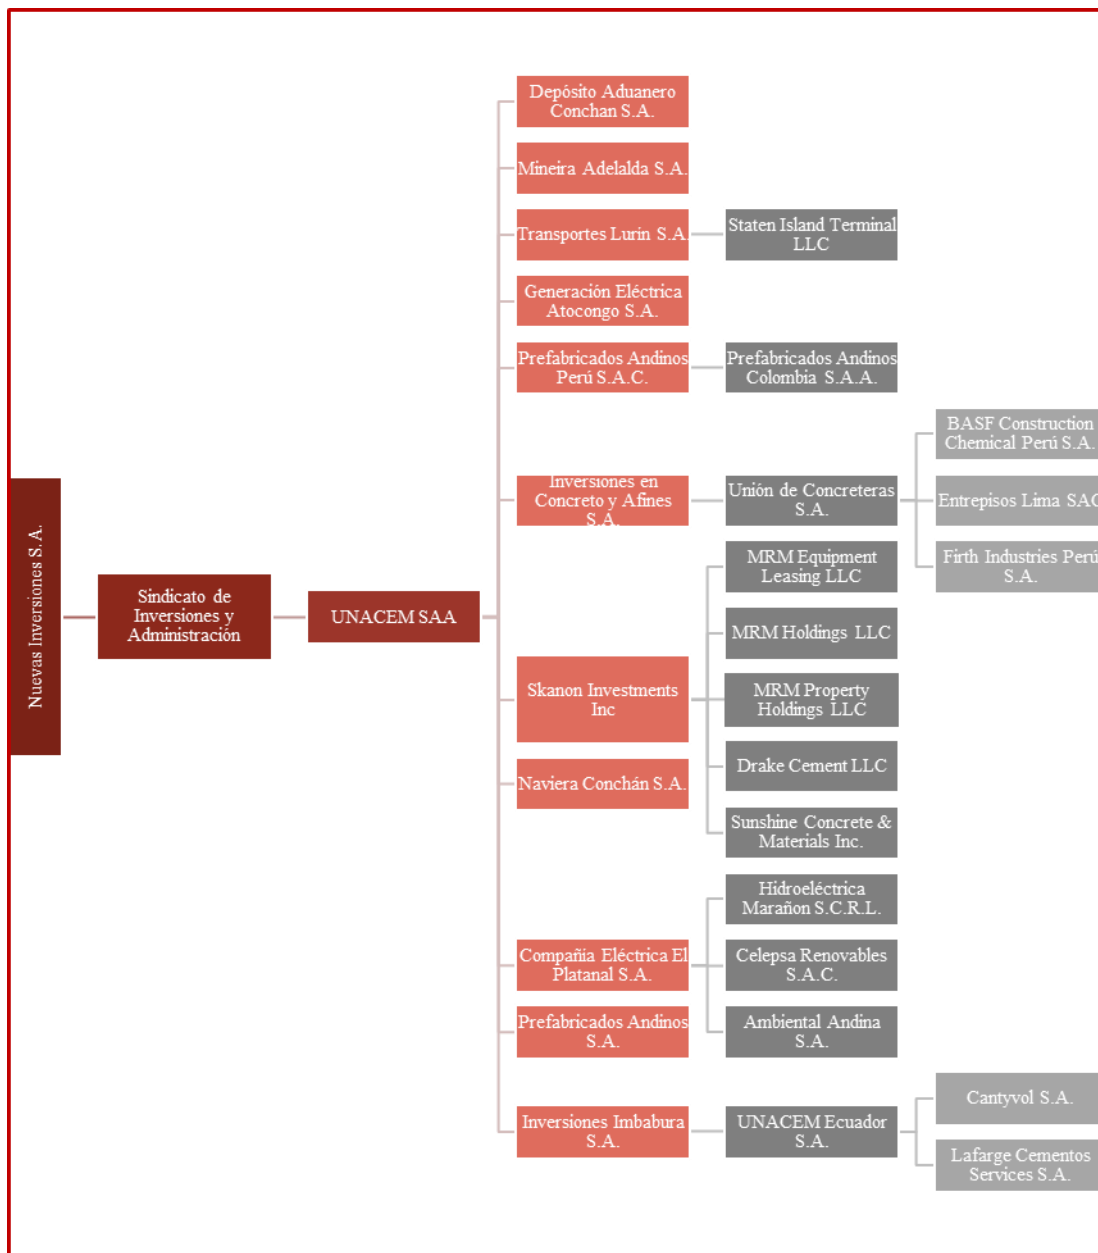 Nuevas Inversiones S. A.
Sindicato de
Inversiones y
Administración
UNACEM SAA
Depósito Aduanero
Conchan S.A.
Mineira Adelalda S.A.
Transportes Lurin S.A.
Staten Island Terminal
LLC
Generación Eléctrica
Atocongo S.A.
Prefabricados Andinos
Perú S.A.C.
Prefabricados Andinos
Colombia S.A.A.
Inversiones en
Concreto y Afines
S.A.
Unión de Concreteras
S.A.
BASF Construction
Chemical Perú S.A.
Entrepisos Lima SAC
Firth Industries Perú
S.A.
Skanon Investments
Inc
MRM Equipment
Leasing LLC
MRM Holdings LLC
MRM Property
Holdings LLC
Drake Cement LLC
Sunshine Concrete &
Materials Inc.
Naviera Conchán S.A.
Compañía Eléctrica El
Platanal S.A.
Hidroeléctrica
Marañon S.C.R.L.
Celepsa Renovables
S.A.C.
Ambiental Andina
S.A.
Prefabricados Andinos
S.A.
Inversiones Imbabura
S.A.
UNACEM Ecuador
S.A.
Cantyvol S.A.
Lafarge Cementos
Services S.A.